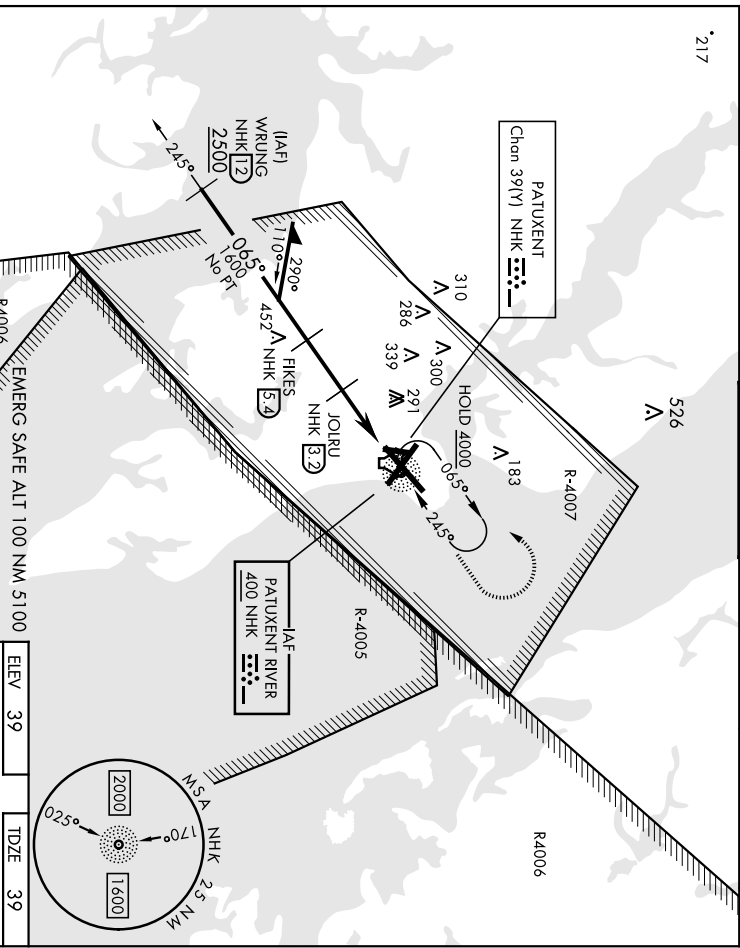 217
PATUXENT
Chan 39(Y) NHK
526
310
286
300
339
291
183
HOLD 4000
R-4007
065°
245°
(IAF)
WRUNG
NHK 12
2500
245°
065°
1600
No PT
110°
290°
452
FIKES
NHK 5.4
JOLRU
NHK 3.2
IAF
PATUXENT RIVER
400 NHK
R-4005
R4006
R4006
EMERG SAFE ALT 100 NM 5100
ELEV 39
TDZE 39
MSA NHK 25 NM
2000
1600
025°
170°